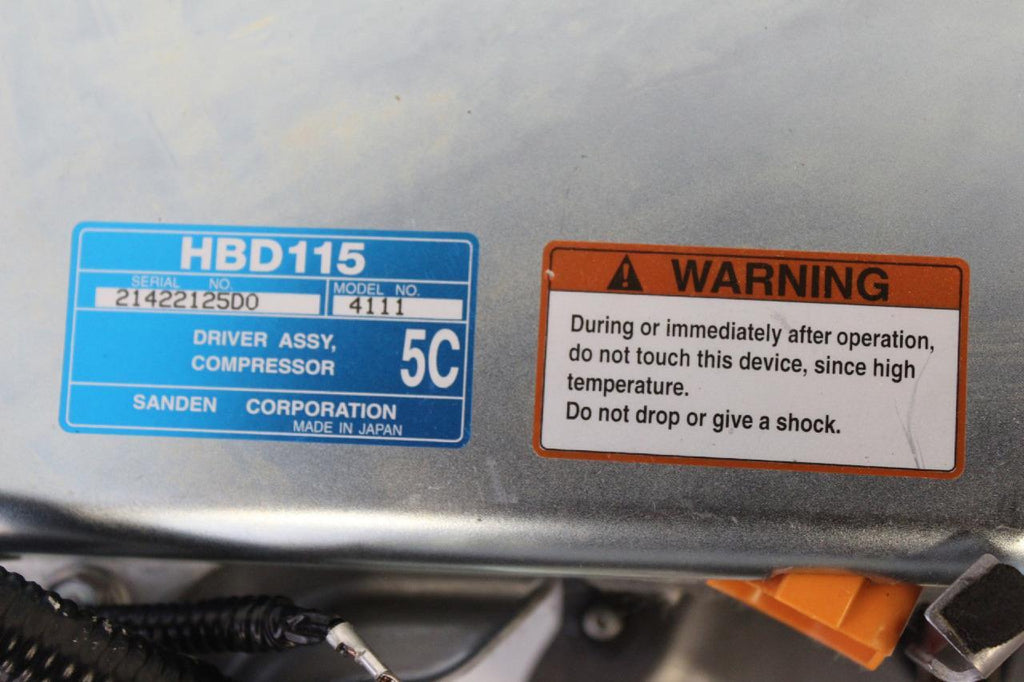 HBD115
SERIAL NO.
21422125D0
MODEL NO.
4111
DRIVER ASSY,
COMPRESSOR
5C
SANDEN CORPORATION
MADE IN JAPAN
WARNING
During or immediately after operation,
do not touch this device, since high
temperature.
Do not drop or give a shock.